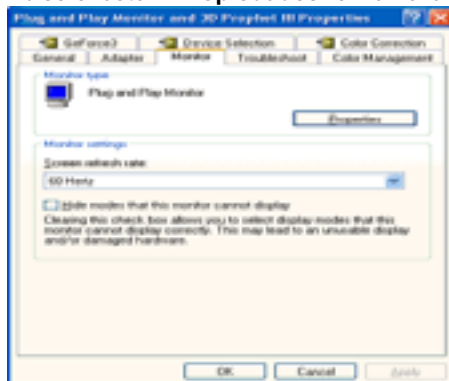 Plug and Play Monitor and 3D Prophet III Properties
GeForce3 Device Selection Color Correction
General Adapter Monitor Troubleshoot Color Management
Monitor type
Plug and Play Monitor
Properties
Monitor settings
Screen refresh rate:
60 Hertz
Hide modes that this monitor cannot display
Clearing this check box allows you to select display modes that this
monitor cannot display correctly. This may lead to an unusable display
and/or damaged hardware.
OK Cancel Apply